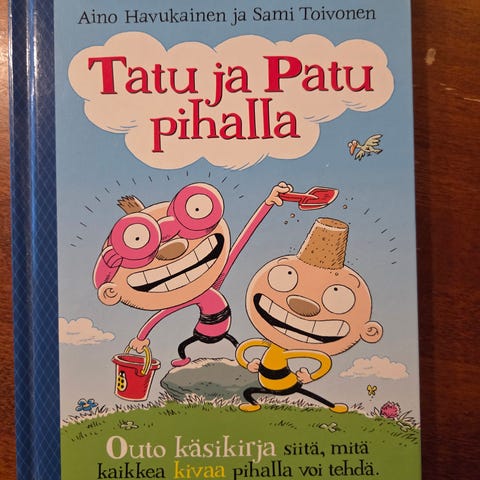 Aino Havukainen ja Sami Toivonen
Tatu ja Patu
pihalla
Outo käsikirja siitä, mitä
kaikkea kivaa pihalla voi tehdä.